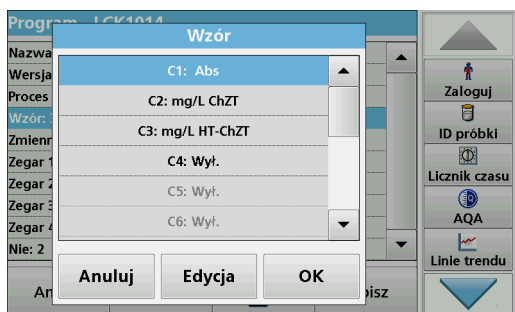 Program LCK1014
Wzór
Nazwa
Wersja
Proces
Wzór: 3
Zmienn
Zegar 1
Zegar 2
Zegar 3
Zegar 4
Nie: 2
C1: Abs
C2: mg/L ChZT
C3: mg/L HT-ChZT
C4: Wył.
C5: Wył.
C6: Wył.
Anuluj
Edycja
OK
An
isz
Zaloguj
ID próbki
Licznik czasu
AQA
Linie trendu